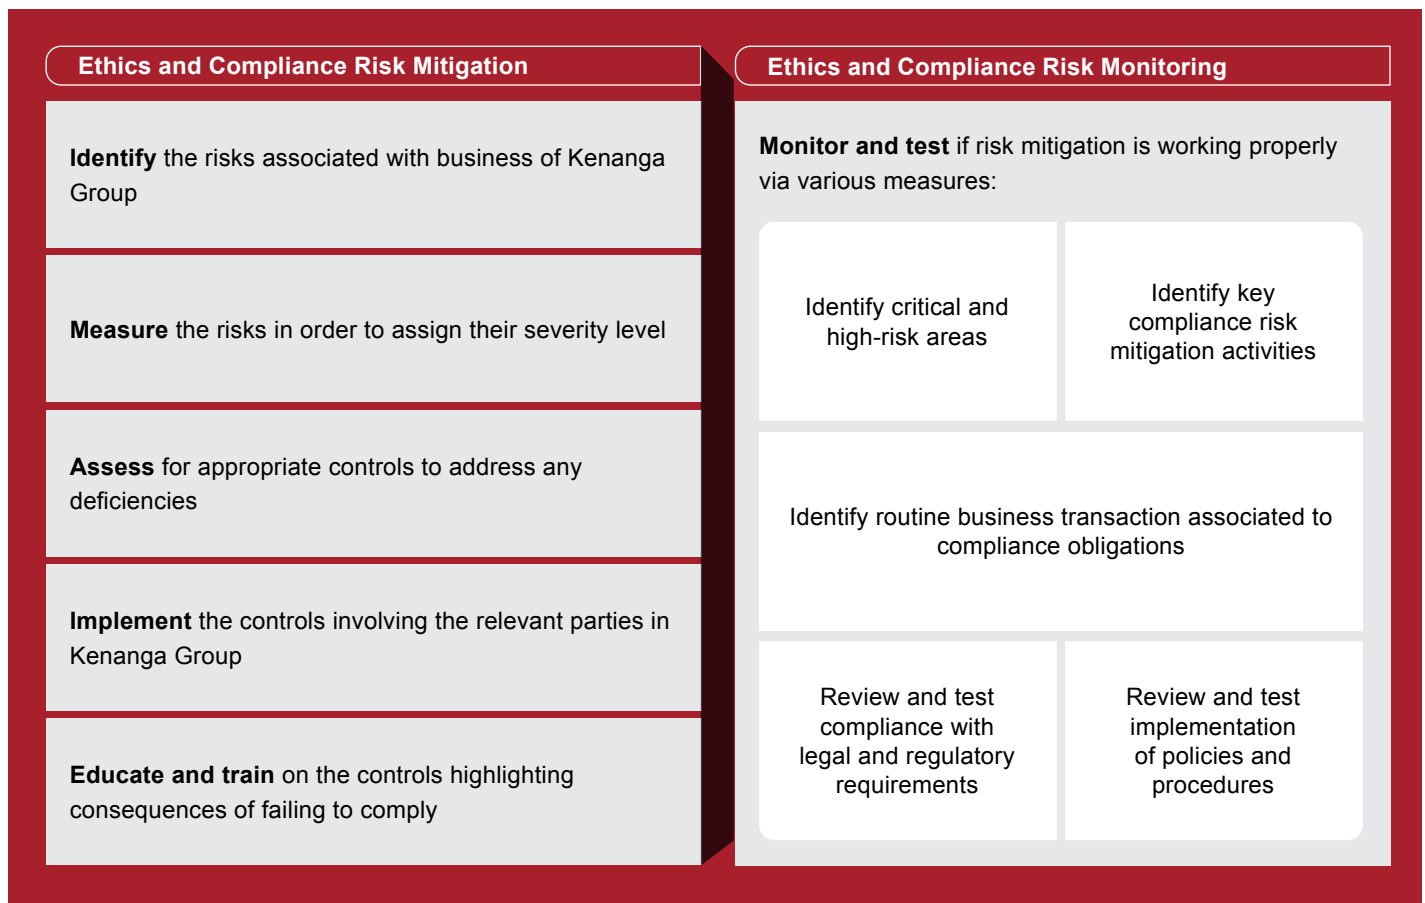 Ethics and Compliance Risk Mitigation
Identify the risks associated with business of Kenanga
Group
Measure the risks in order to assign their severity level
Assess for appropriate controls to address any
deficiencies
Implement the controls involving the relevant parties in
Kenanga Group
Educate and train on the controls highlighting
consequences of failing to comply
Ethics and Compliance Risk Monitoring
Monitor and test if risk mitigation is working properly
via various measures:
Identify critical and
high-risk areas
Identify key
compliance risk
mitigation activities
Identify routine business transaction associated to
compliance obligations
Review and test
compliance with
legal and regulatory
requirements
Review and test
implementation
of policies and
procedures